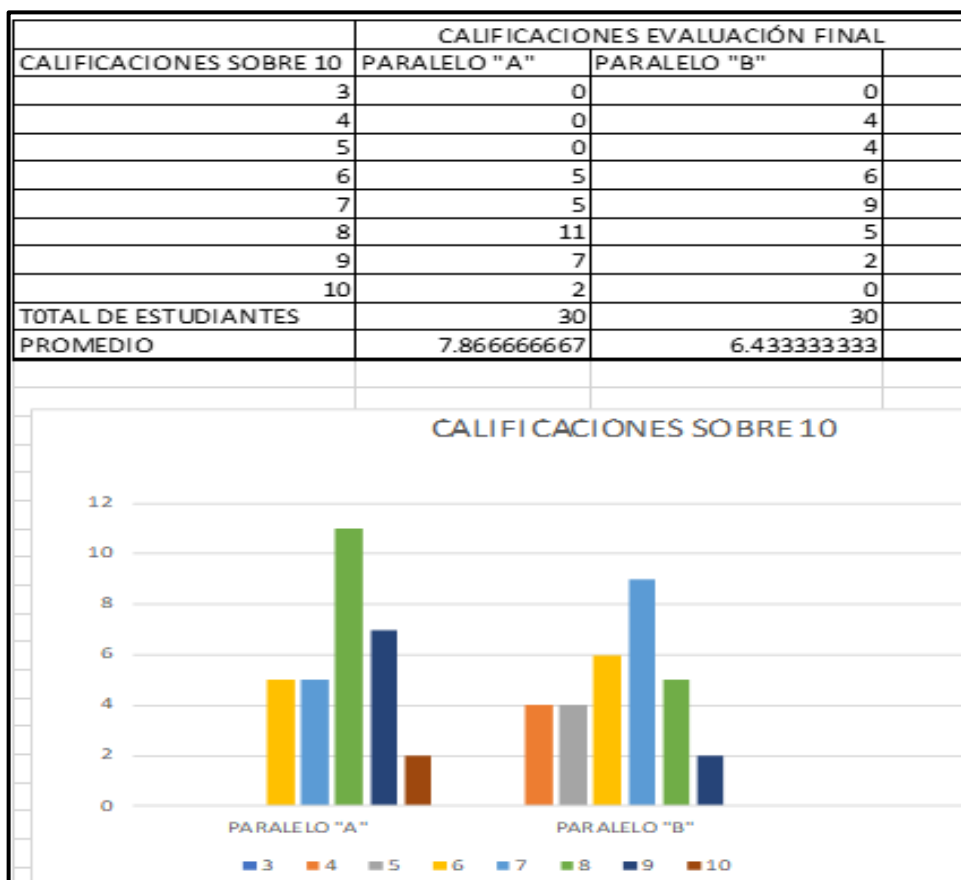 CALIFICACIONES EVALUACIÓN FINAL
CALIFICACIONES SOBRE 10 PARALELO "A" PARALELO "B"
3 0 0
4 0 4
5 0 4
6 5 6
7 5 9
8 11 5
9 7 2
10 2 0
TOTAL DE ESTUDIANTES 30 30
PROMEDIO 7.866666667 6.433333333
CALIFICACIONES SOBRE 10
12
10
8
6
4
2
0
PARALELO "A" PARALELO "B"
3 4 5 6 7 8 9 10